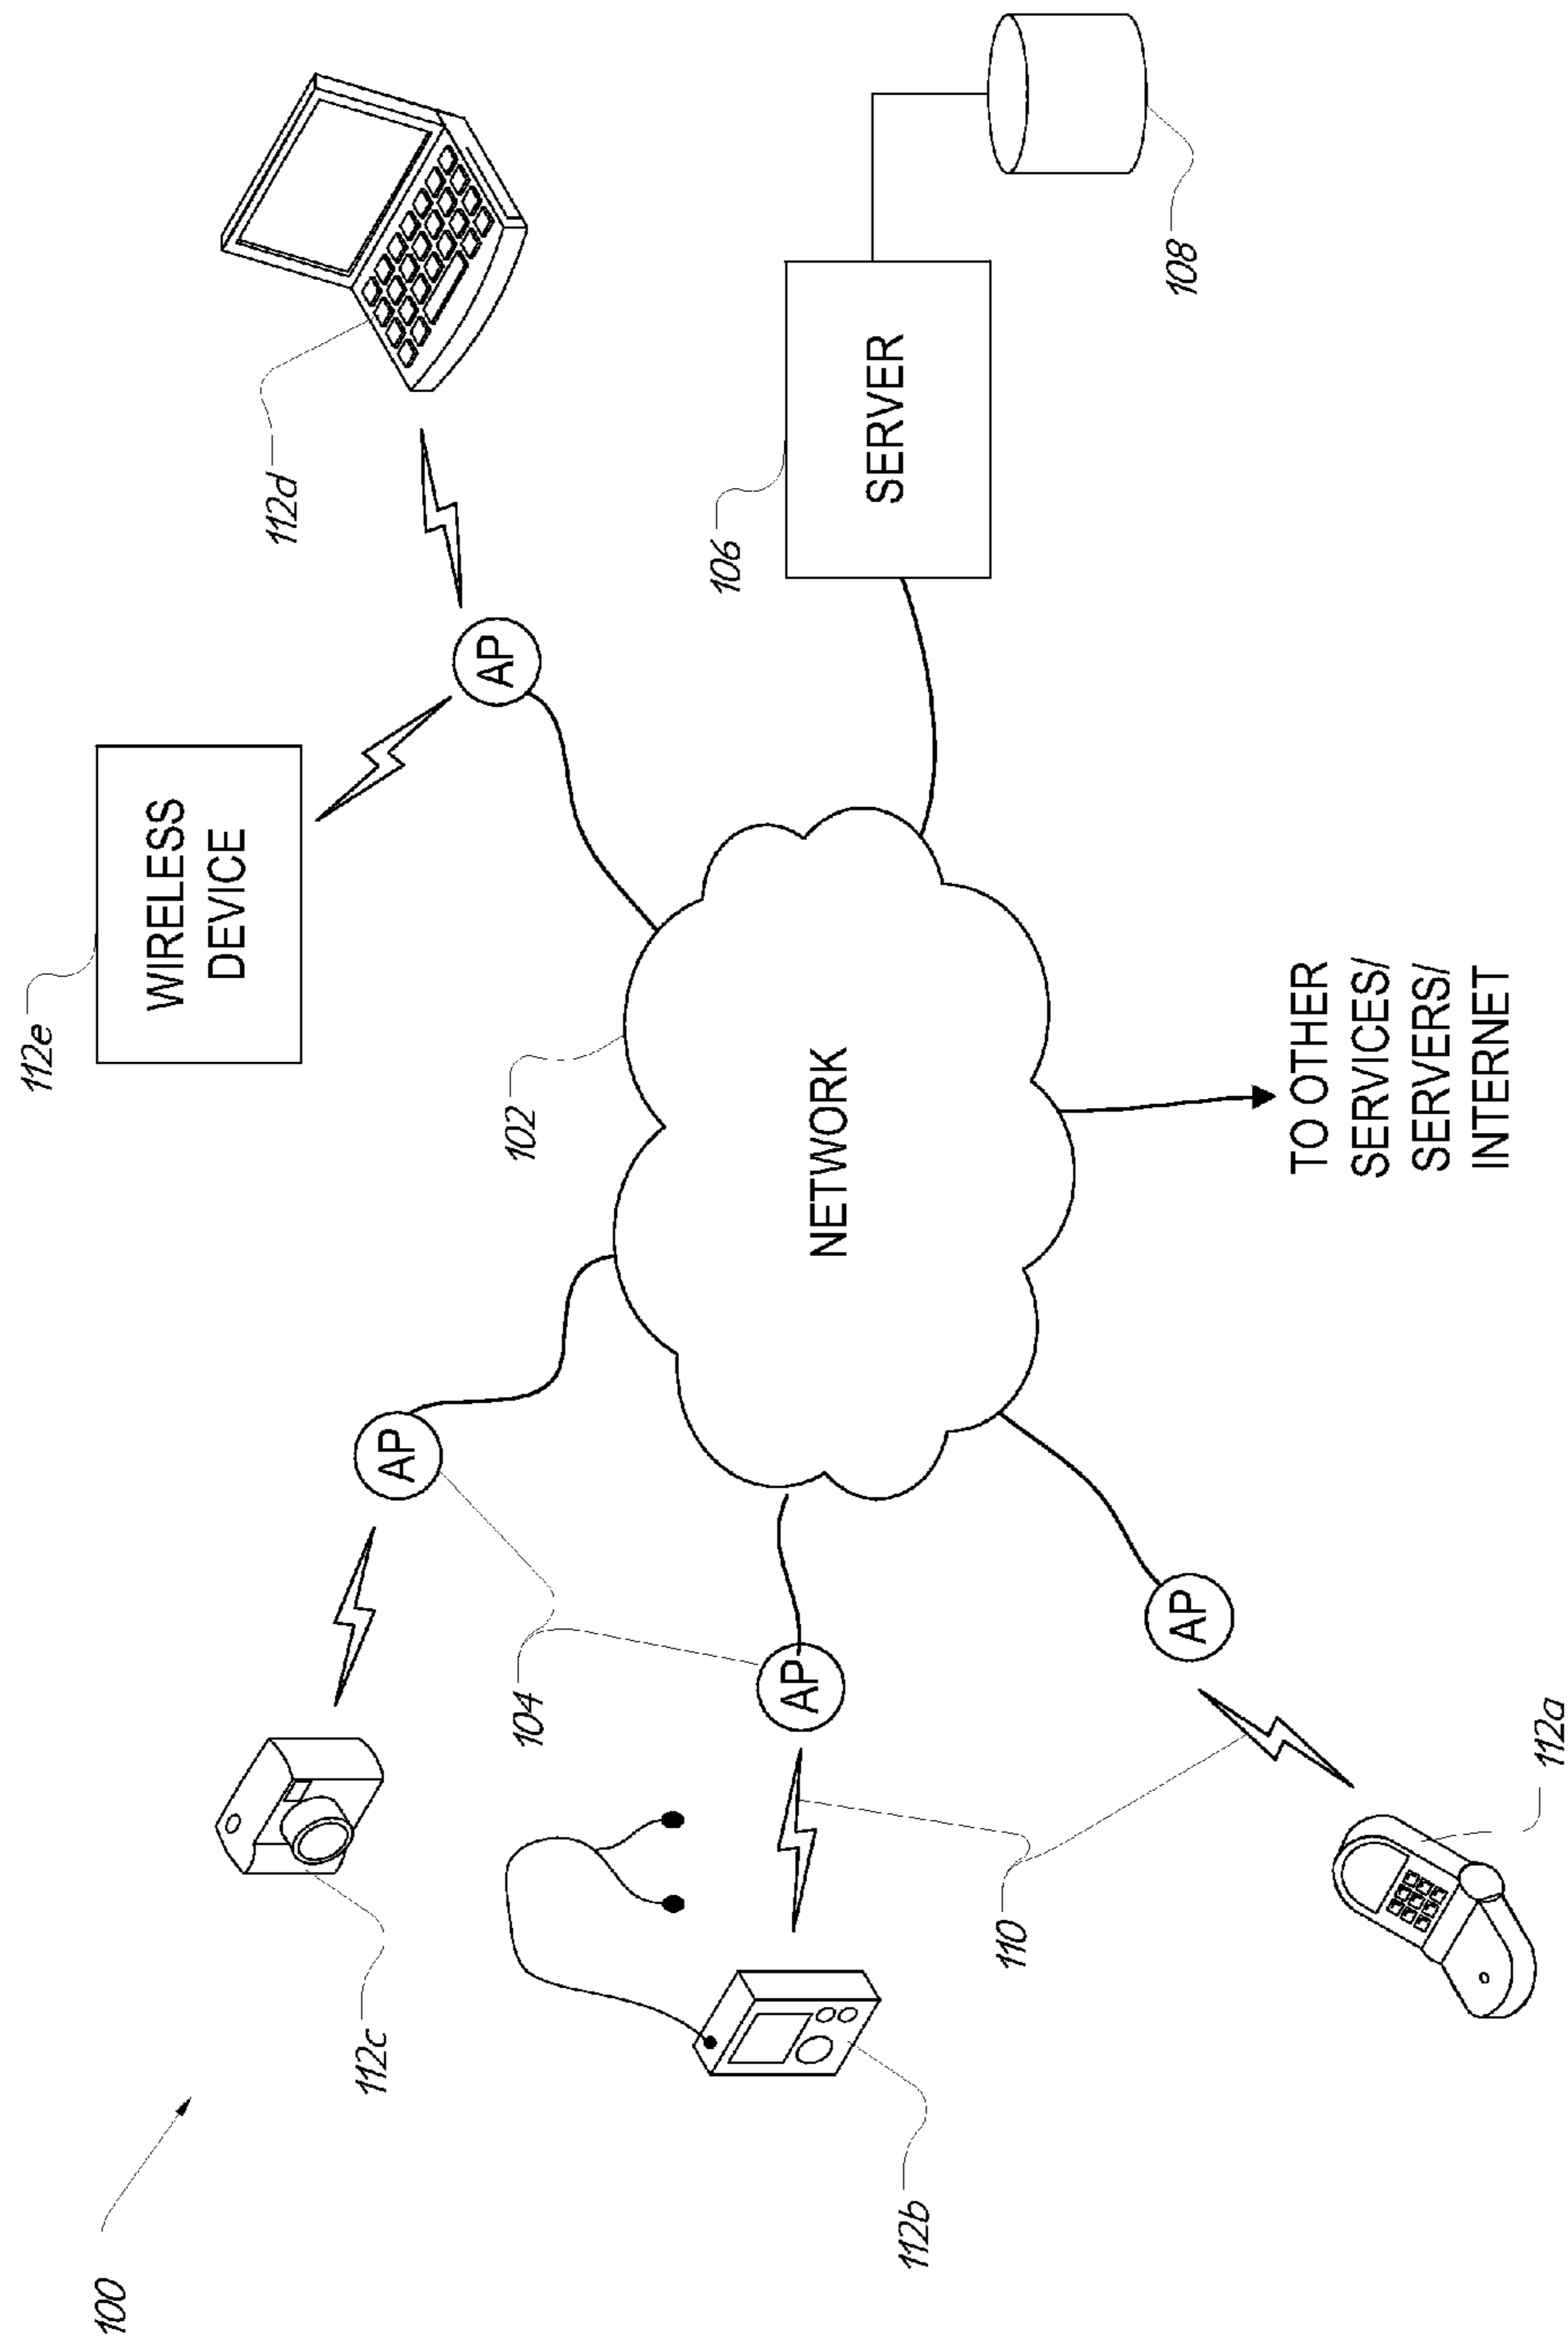 112e
WIRELESS
DEVICE
112d
100
112c
AP
104
102
AP
106
NETWORK
SERVER
AP
112b
110
AP
108
TO OTHER
SERVICES/
SERVERS/
INTERNET
112a